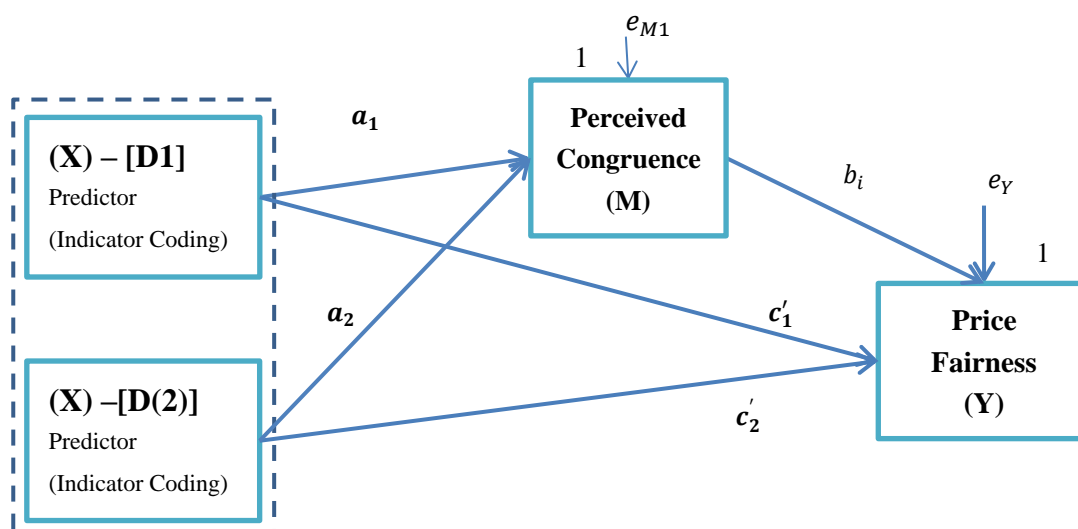 e_{M1}
1
a_1
(X) – [D1]
Predictor
(Indicator Coding)
Perceived
Congruence
(M)
b_i
e_Y
1
a_2
c'_1
Price
Fairness
(Y)
(X) –[D(2)]
Predictor
(Indicator Coding)
c'_2